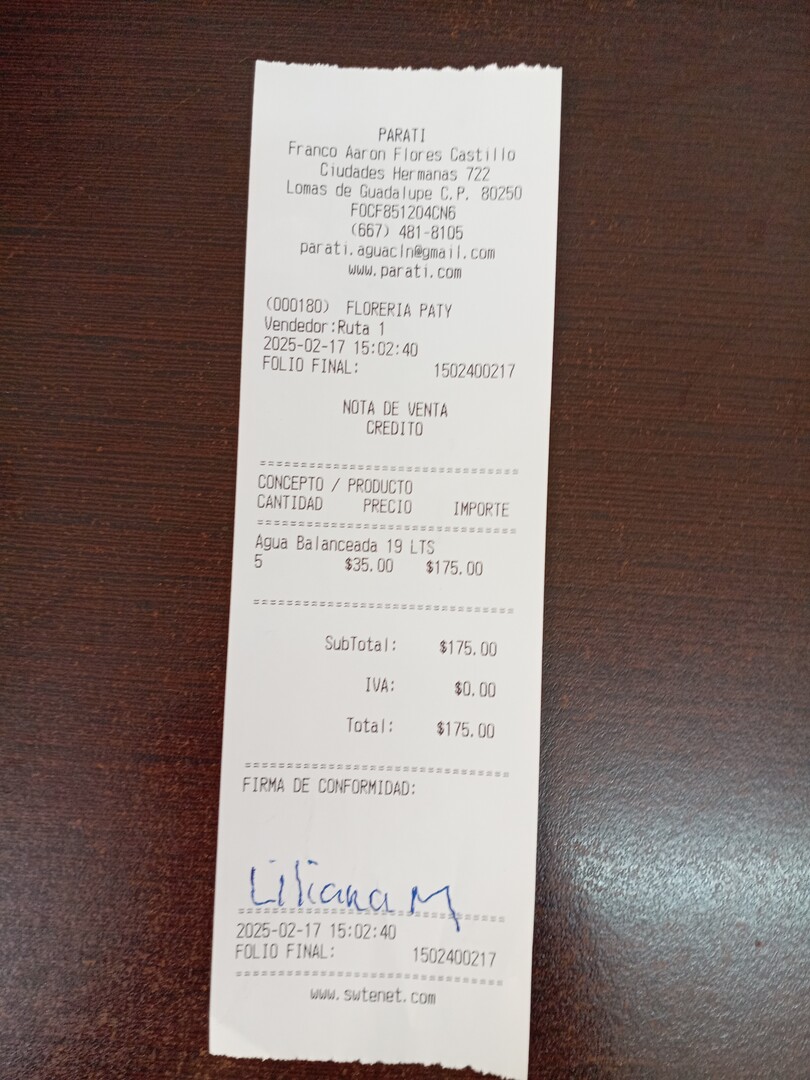 PARATI
Franco Aaron Flores Castillo
Ciudades Hermanas 722
Lomas de Guadalupe C.P. 80250
FOCF851204CN6
(667) 481-8105
parati.aguacln@gmail.com
www.parati.com
(000180) FLORERIA PATY
Vendedor:Ruta 1
2025-02-17 15:02:40
FOLIO FINAL: 1502400217
NOTA DE VENTA
CREDITO
================================
CONCEPTO / PRODUCTO
CANTIDAD PRECIO IMPORTE
================================
Agua Balanceada 19 LTS
5 $35.00 $175.00
================================
SubTotal: $175.00
IVA: $0.00
Total: $175.00
================================
FIRMA DE CONFORMIDAD:
Liliana M
================================
2025-02-17 15:02:40
FOLIO FINAL: 1502400217
================================
www.swtenet.com